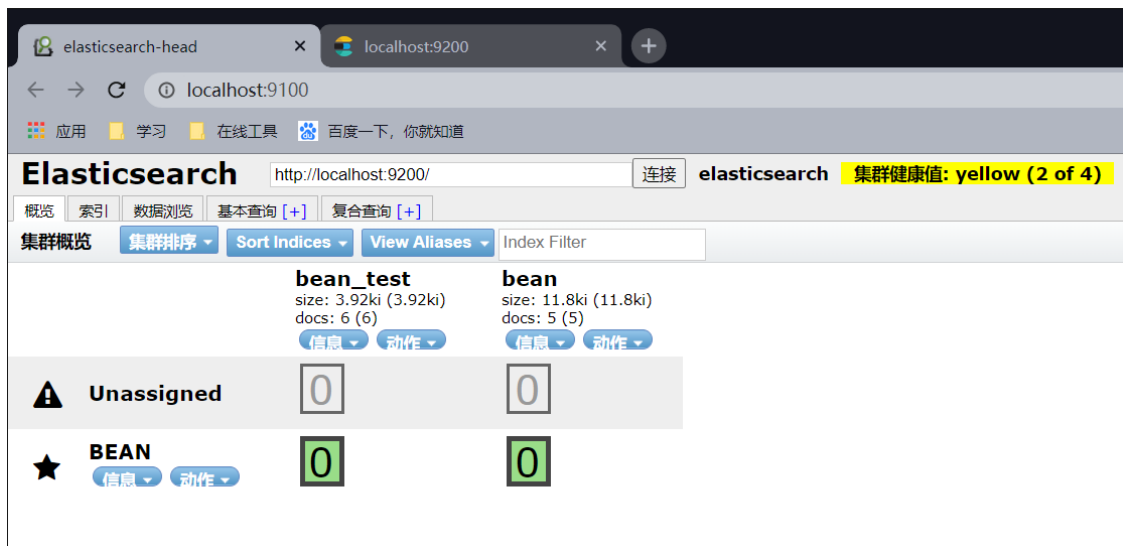 elasticsearch-head × localhost:9200 × +
localhost:9100
应用 学习 在线工具 百度一下，你就知道
Elasticsearch http://localhost:9200/ 连接 elasticsearch 集群健康值: yellow (2 of 4)
概览 索引 数据浏览 基本查询 [+] 复合查询 [+]
集群概览 集群排序 Sort Indices View Aliases Index Filter
bean_test bean
size: 3.92ki (3.92ki) size: 11.8ki (11.8ki)
docs: 6 (6) docs: 5 (5)
信息 动作 信息 动作
Unassigned 0 0
BEAN 0 0
信息 动作